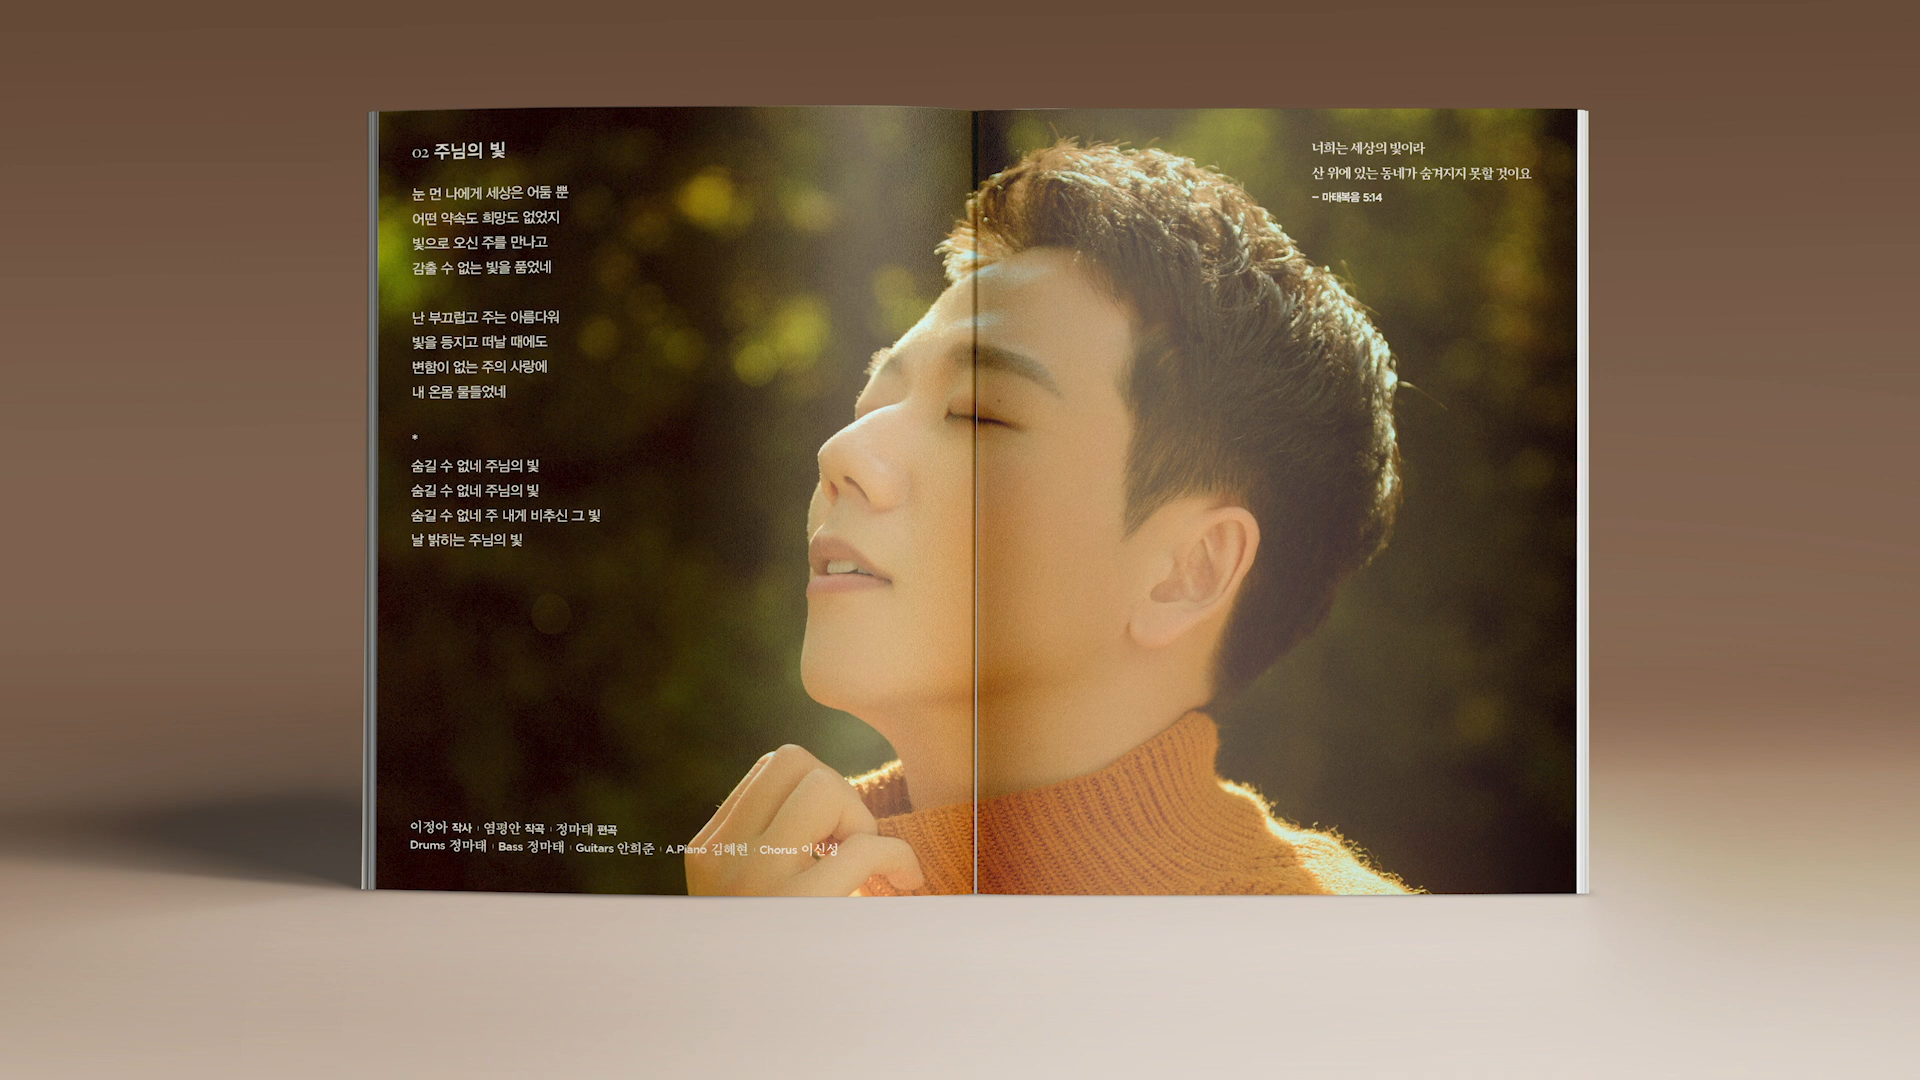 02 주님의 빛
눈 먼 나에게 세상은 어둠 뿐
어떤 약속도 희망도 없었지
빛으로 오신 주를 만나고
감출 수 없는 빛을 품었네
난 부끄럽고 주는 아름다워
빛을 등지고 떠날 때에도
변함이 없는 주의 사랑에
내 온몸 물들었네
*
숨길 수 없네 주님의 빛
숨길 수 없네 주님의 빛
숨길 수 없네 주 내게 비추신 그 빛
날 밝히는 주님의 빛
이정아 작사 | 염평안 작곡 | 정마태 편곡
Drums 정마태 | Bass 정마태 | Guitars 안희준 | A.Piano 김혜현 | Chorus 이신성
너희는 세상의 빛이라
산 위에 있는 동네가 숨겨지지 못할 것이요
– 마태복음 5:14